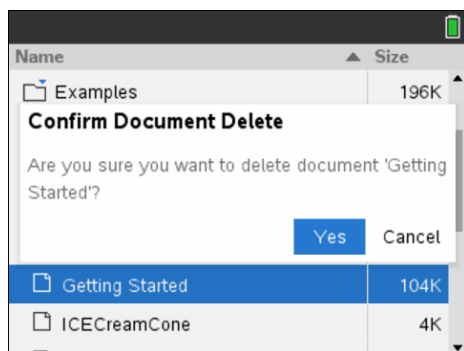 Name Size
Examples 196K
Confirm Document Delete
Are you sure you want to delete document 'Getting
Started'?
Yes Cancel
Getting Started 104K
ICECreamCone 4K